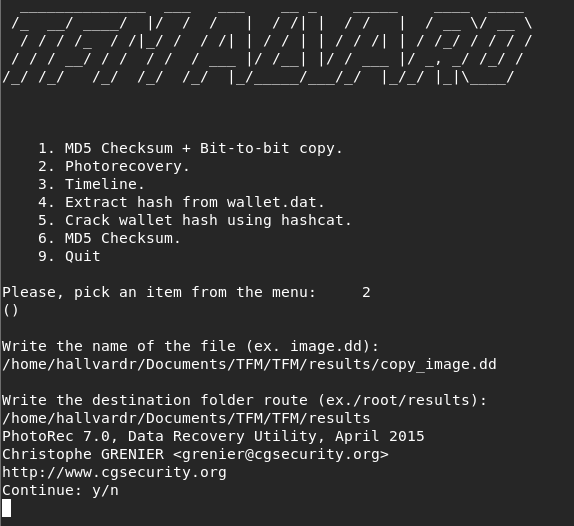 1. MD5 Checksum + Bit-to-bit copy.
2. Photorecovery.
3. Timeline.
4. Extract hash from wallet.dat.
5. Crack wallet hash using hashcat.
6. MD5 Checksum.
9. Quit
Please, pick an item from the menu:     2
()
Write the name of the file (ex. image.dd):
/home/hallvardr/Documents/TFM/TFM/results/copy_image.dd
Write the destination folder route (ex./root/results):
/home/hallvardr/Documents/TFM/TFM/results
PhotoRec 7.0, Data Recovery Utility, April 2015
Christophe GRENIER <grenier@cgsecurity.org>
http://www.cgsecurity.org
Continue: y/n